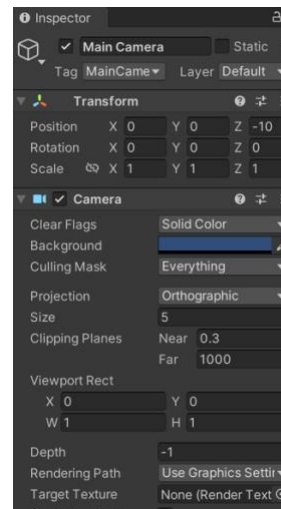 Inspector
Main Camera Static
Tag MainCame Layer Default
Transform
Position X 0 Y 0 Z -10
Rotation X 0 Y 0 Z 0
Scale X 1 Y 1 Z 1
Camera
Clear Flags Solid Color
Background
Culling Mask Everything
Projection Orthographic
Size 5
Clipping Planes Near 0.3
Far 1000
Viewport Rect
X 0 Y 0
W 1 H 1
Depth -1
Rendering Path Use Graphics Settir
Target Texture None (Render Text